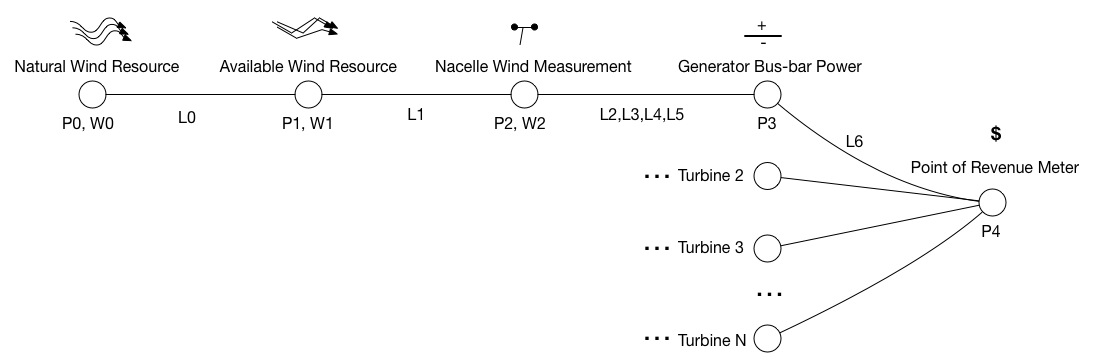 +
-
Natural Wind Resource
Available Wind Resource
Nacelle Wind Measurement
Generator Bus-bar Power
L0
L1
L2,L3,L4,L5
P0, W0
P1, W1
P2, W2
P3
L6
$
Point of Revenue Meter
P4
... Turbine 2
... Turbine 3
...
... Turbine N